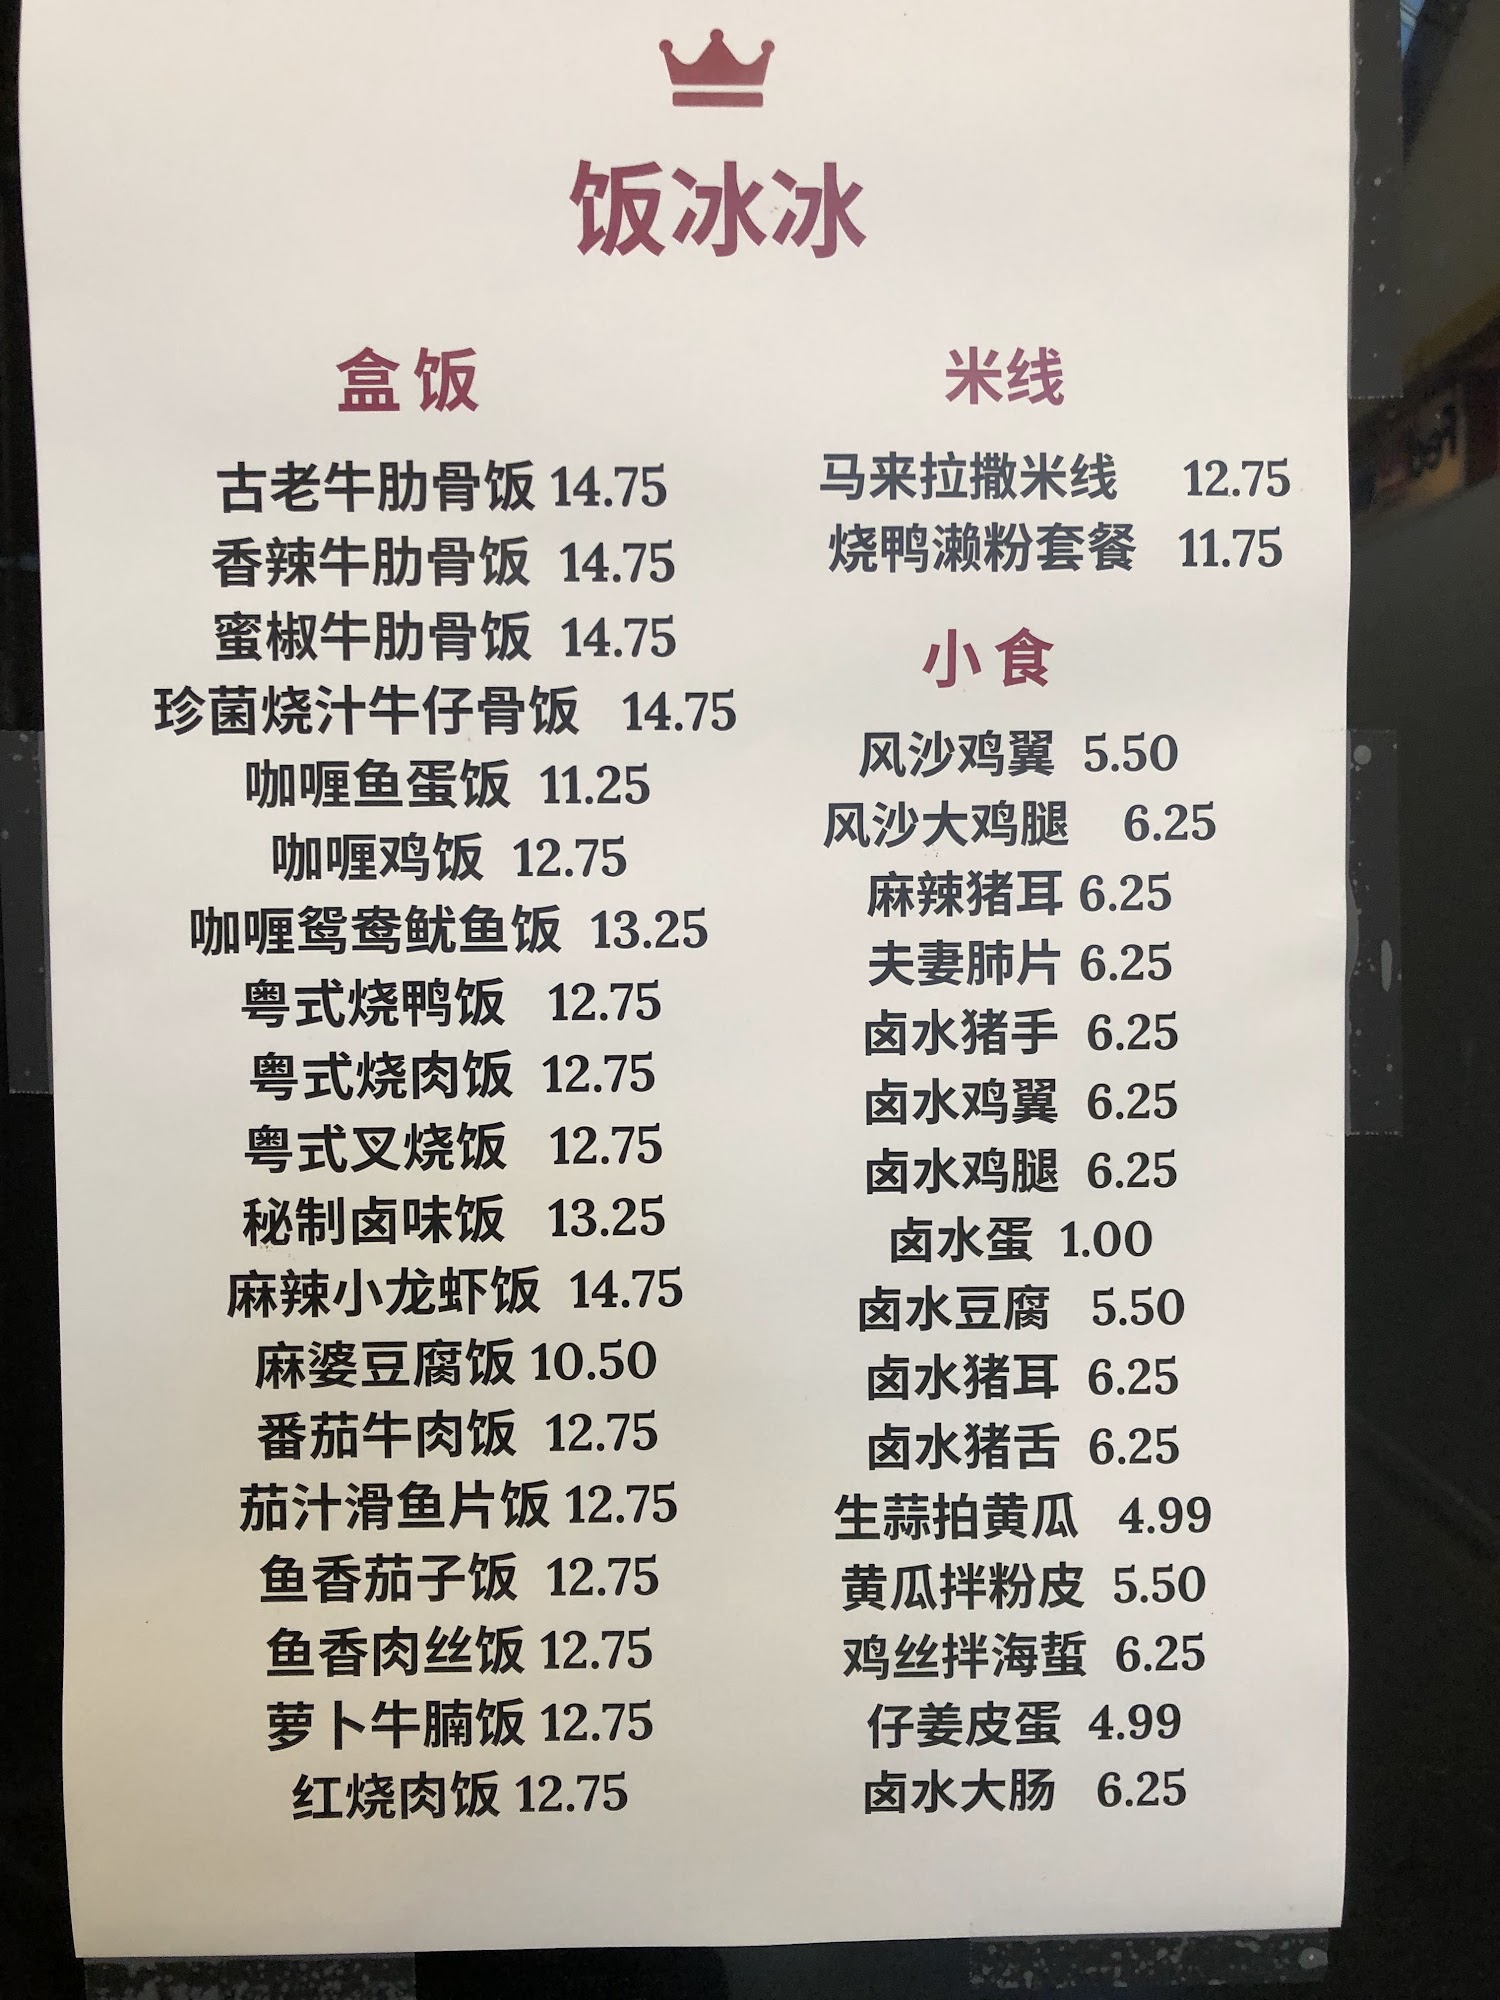 饭冰冰
盒饭
古老牛肋骨饭 14.75
香辣牛肋骨饭 14.75
蜜椒牛肋骨饭 14.75
珍菌烧汁牛仔骨饭 14.75
咖喱鱼蛋饭 11.25
咖喱鸡饭 12.75
咖喱鸳鸯鱿鱼饭 13.25
粤式烧鸭饭 12.75
粤式烧肉饭 12.75
粤式叉烧饭 12.75
秘制卤味饭 13.25
麻辣小龙虾饭 14.75
麻婆豆腐饭 10.50
番茄牛肉饭 12.75
茄汁滑鱼片饭 12.75
鱼香茄子饭 12.75
鱼香肉丝饭 12.75
萝卜牛腩饭 12.75
红烧肉饭 12.75
米线
马来拉撒米线 12.75
烧鸭濑粉套餐 11.75
小食
风沙鸡翼 5.50
风沙大鸡腿 6.25
麻辣猪耳 6.25
夫妻肺片 6.25
卤水猪手 6.25
卤水鸡翼 6.25
卤水鸡腿 6.25
卤水蛋 1.00
卤水豆腐 5.50
卤水猪耳 6.25
卤水猪舌 6.25
生蒜拍黄瓜 4.99
黄瓜拌粉皮 5.50
鸡丝拌海蜇 6.25
仔姜皮蛋 4.99
卤水大肠 6.25